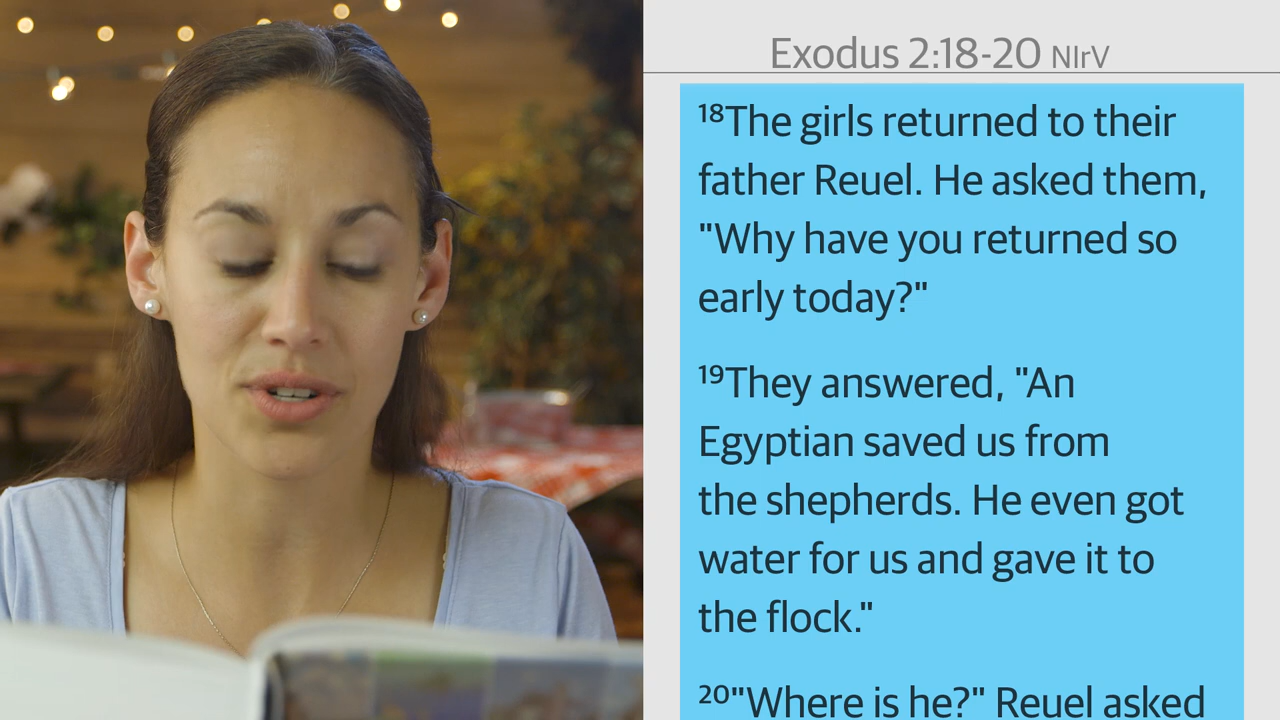 Exodus 2:18-20 NIrV
¹⁸The girls returned to their
father Reuel. He asked them,
"Why have you returned so
early today?"
¹⁹They answered, "An
Egyptian saved us from
the shepherds. He even got
water for us and gave it to
the flock."
²⁰"Where is he?" Reuel asked